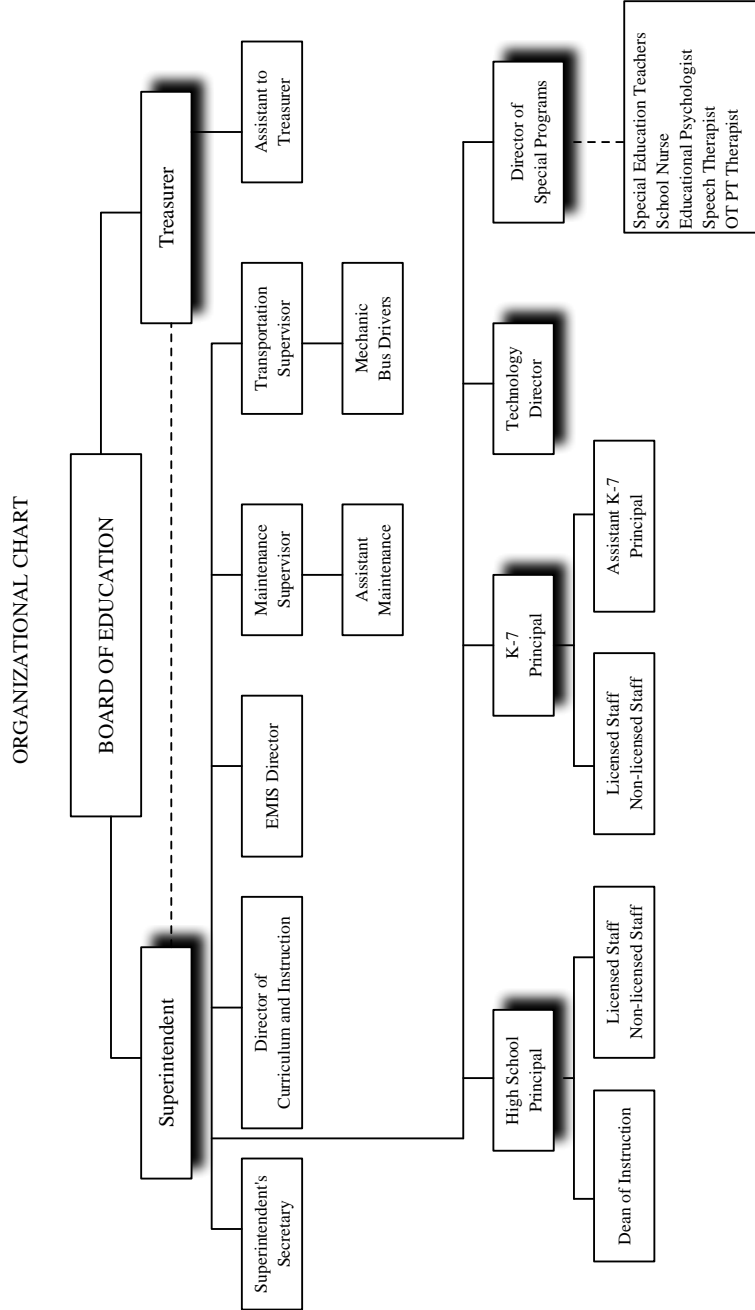 ORGANIZATIONAL CHART
BOARD OF EDUCATION
Superintendent
Treasurer
Superintendent's
Secretary
Director of
Curriculum and Instruction
EMIS Director
Maintenance
Supervisor
Transportation
Supervisor
Assistant to
Treasurer
Assistant
Maintenance
Mechanic
Bus Drivers
High School
Principal
K-7
Principal
Technology
Director
Director of
Special Programs
Dean of Instruction
Licensed Staff
Non-licensed Staff
Licensed Staff
Non-licensed Staff
Assistant K-7
Principal
Special Education Teachers
School Nurse
Educational Psychologist
Speech Therapist
OT PT Therapist